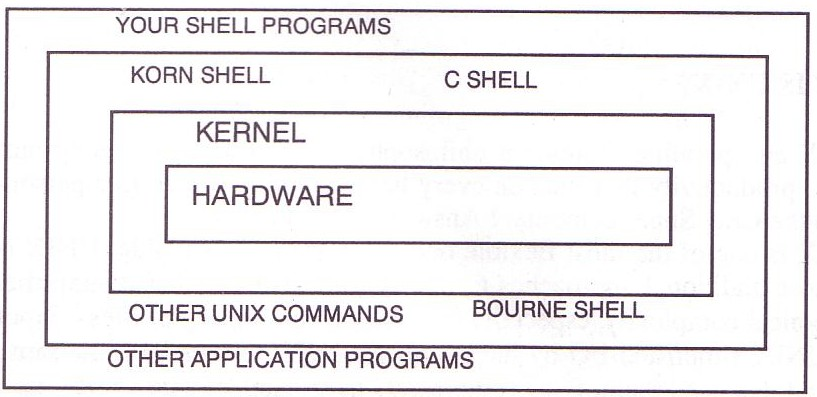 YOUR SHELL PROGRAMS
KORN SHELL C SHELL
KERNEL
HARDWARE
OTHER UNIX COMMANDS BOURNE SHELL
OTHER APPLICATION PROGRAMS